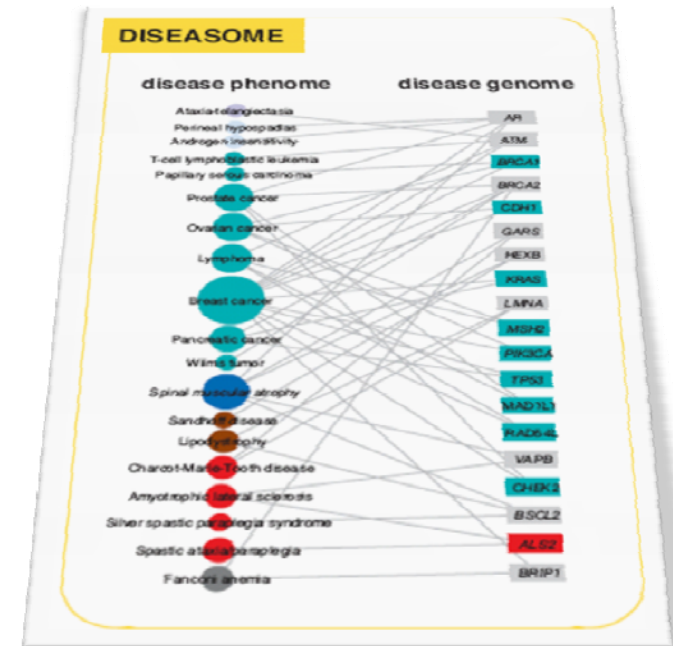 DISEASOME
disease phenome
disease genome
Ataxia-telangiectasia
Perineal hypospadias
Androgen insensitivity
T-cell lymphoblastic leukemia
Papillary serous carcinoma
Prostate cancer
Ovarian cancer
Lymphoma
Breast cancer
Pancreatic cancer
Wilms tumor
Spinal muscular atrophy
Sandhoff disease
Lipodystrophy
Charcot-Marie-Tooth disease
Amyotrophic lateral sclerosis
Silver spastic paraplegia syndrome
Spastic ataxia/paraplegia
Fanconi anemia
AR
ATM
BRCA1
BRCA2
CDH1
GARS
HEXB
KRAS
LMNA
MSH2
PIK3CA
TP53
MAD1L1
RAD54L
VAPB
CHEK2
BSCL2
ALS2
BRIP1